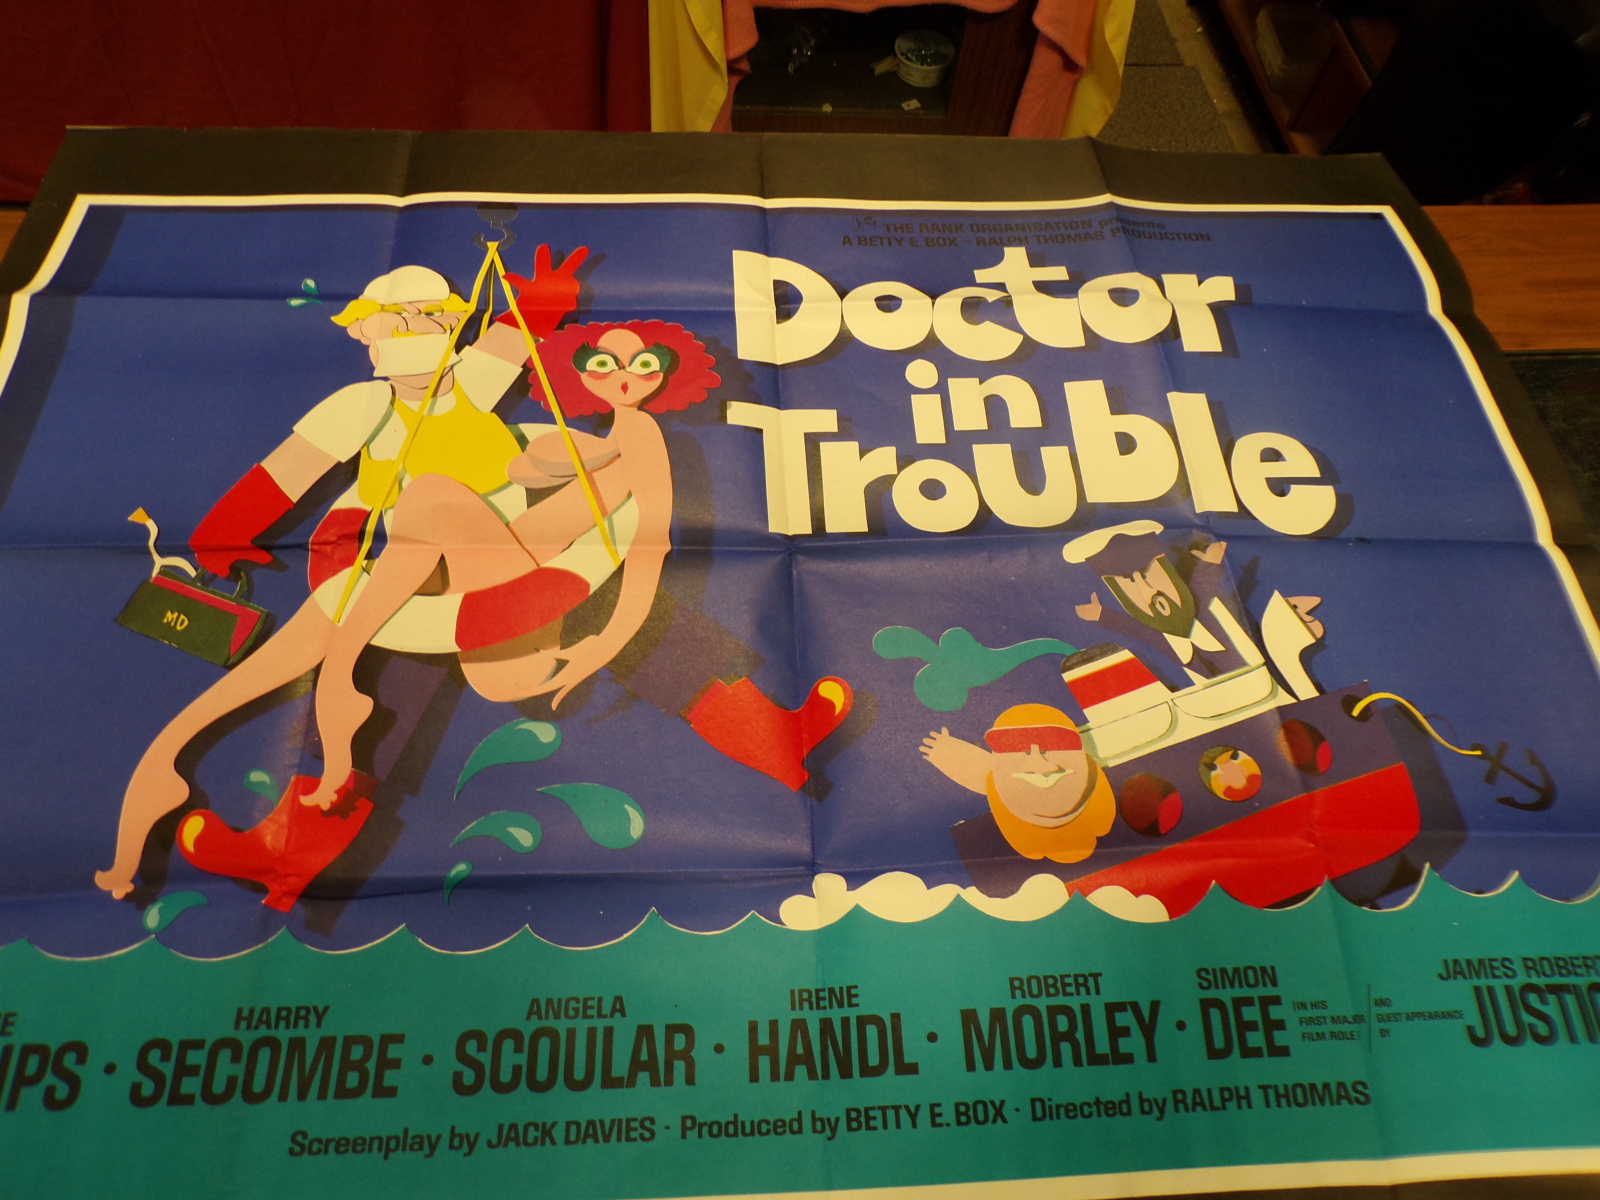 THE RANK ORGANISATION presents
A BETTY E. BOX - RALPH THOMAS PRODUCTION
Doctor
in
Trouble
MD
HARRY
SECOMBE ·
ANGELA
SCOULAR ·
IRENE
HANDL ·
ROBERT
MORLEY ·
SIMON
DEE
[IN HIS
FIRST MAJOR
FILM ROLE]
AND
GUEST APPEARANCE
BY
JAMES ROBERT
Screenplay by JACK DAVIES · Produced by BETTY E. BOX · Directed by RALPH THOMAS